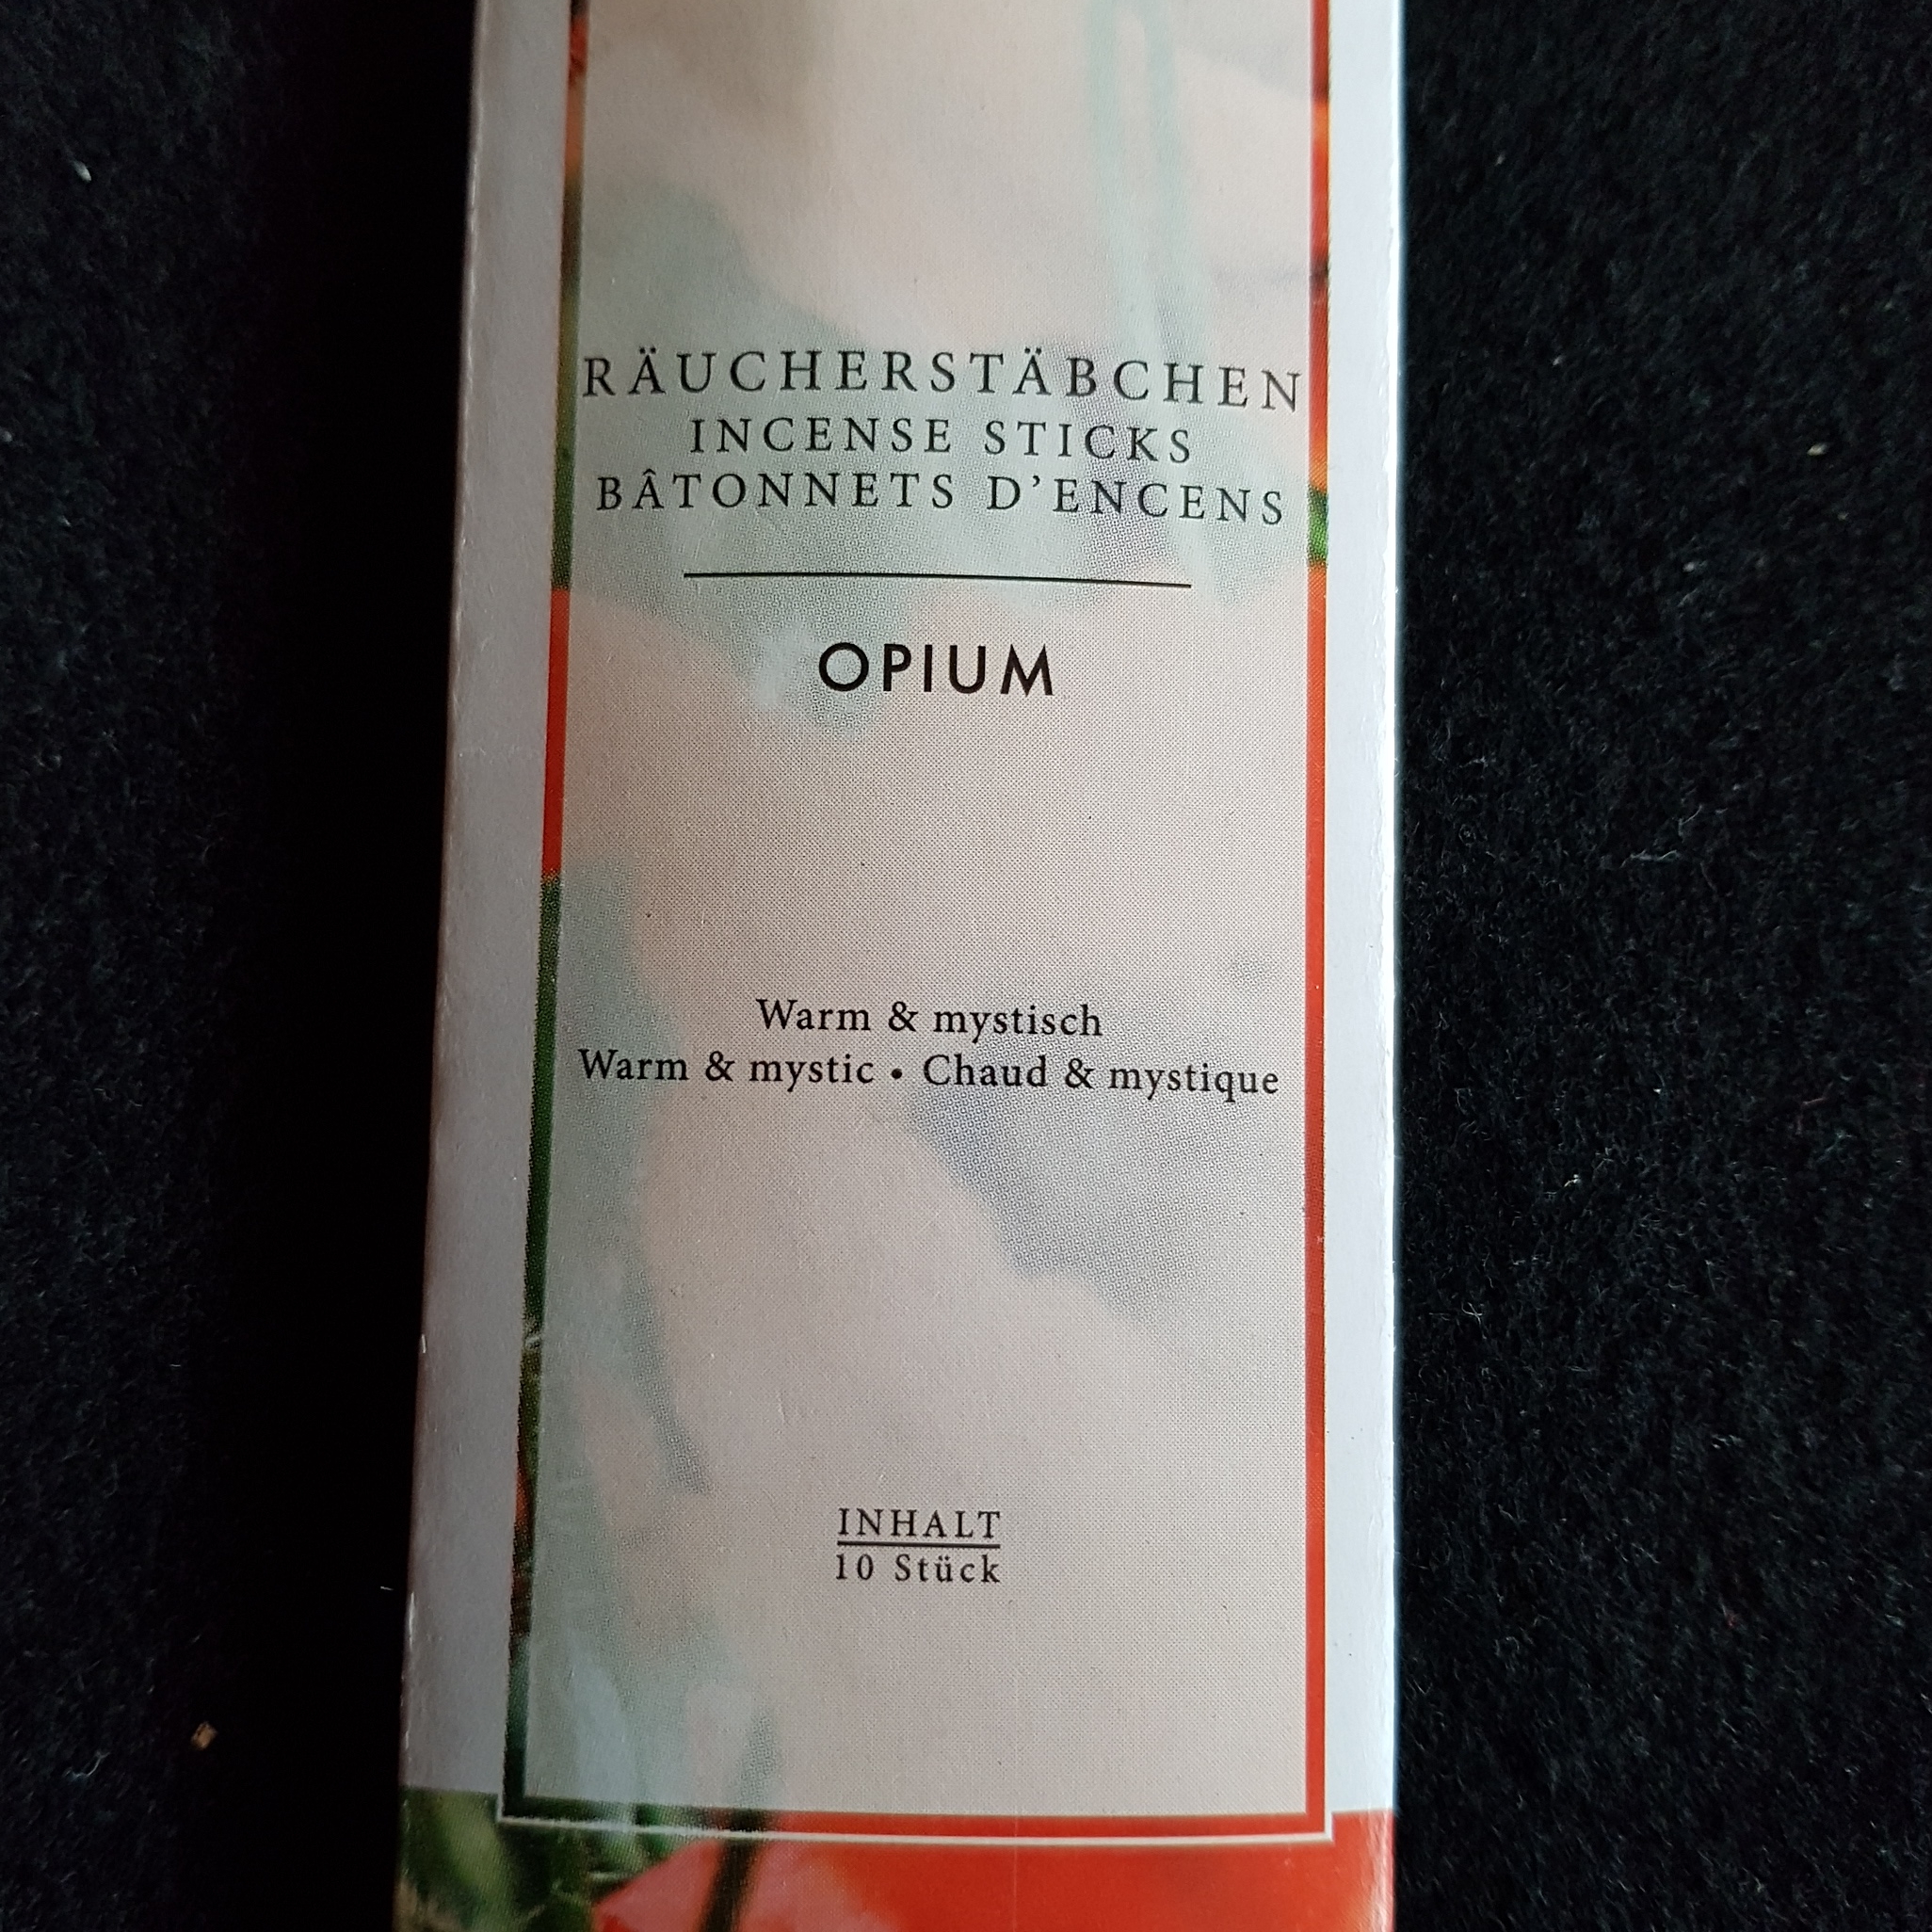 RÄUCHERSTÄBCHEN
INCENSE STICKS
BÂTONNETS D’ENCENS
OPIUM
Warm & mystisch
Warm & mystic • Chaud & mystique
INHALT
10 Stück